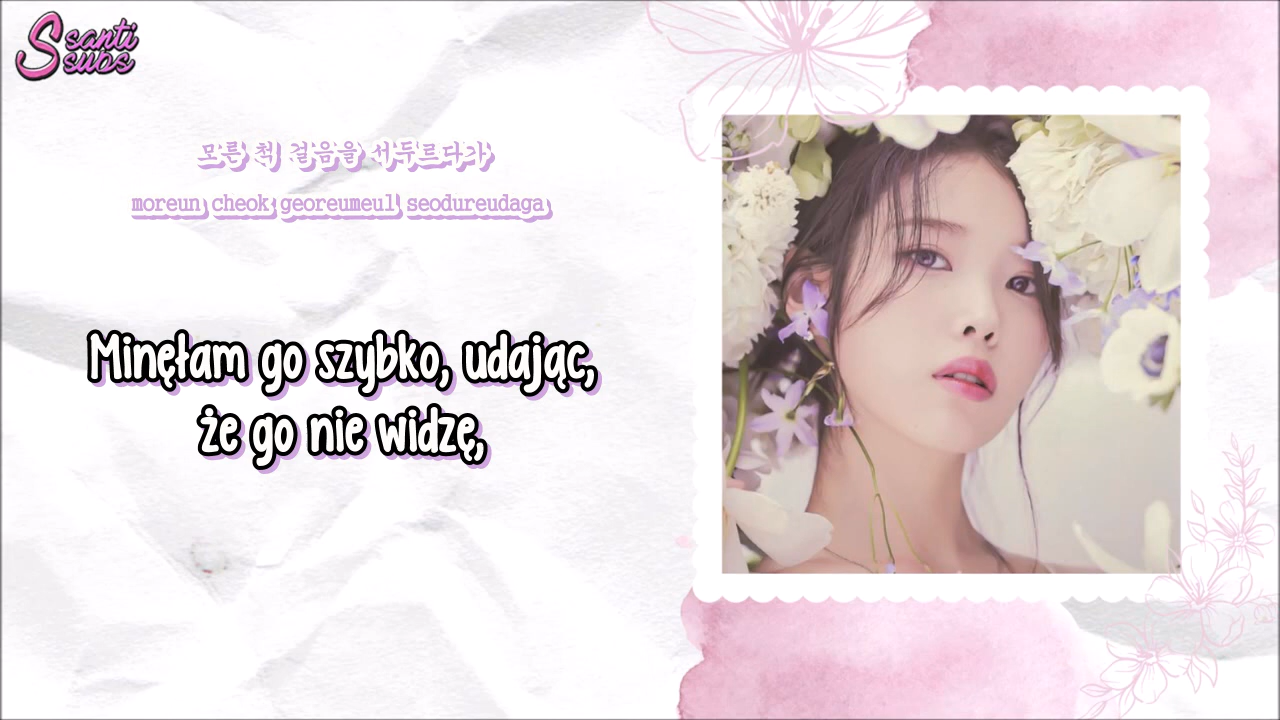 Ssanti
Ssubs
모른 척 걸음을 서두르다가
moreun cheok georeumeul seodureudaga
Minęłam go szybko, udając,
że go nie widzę,